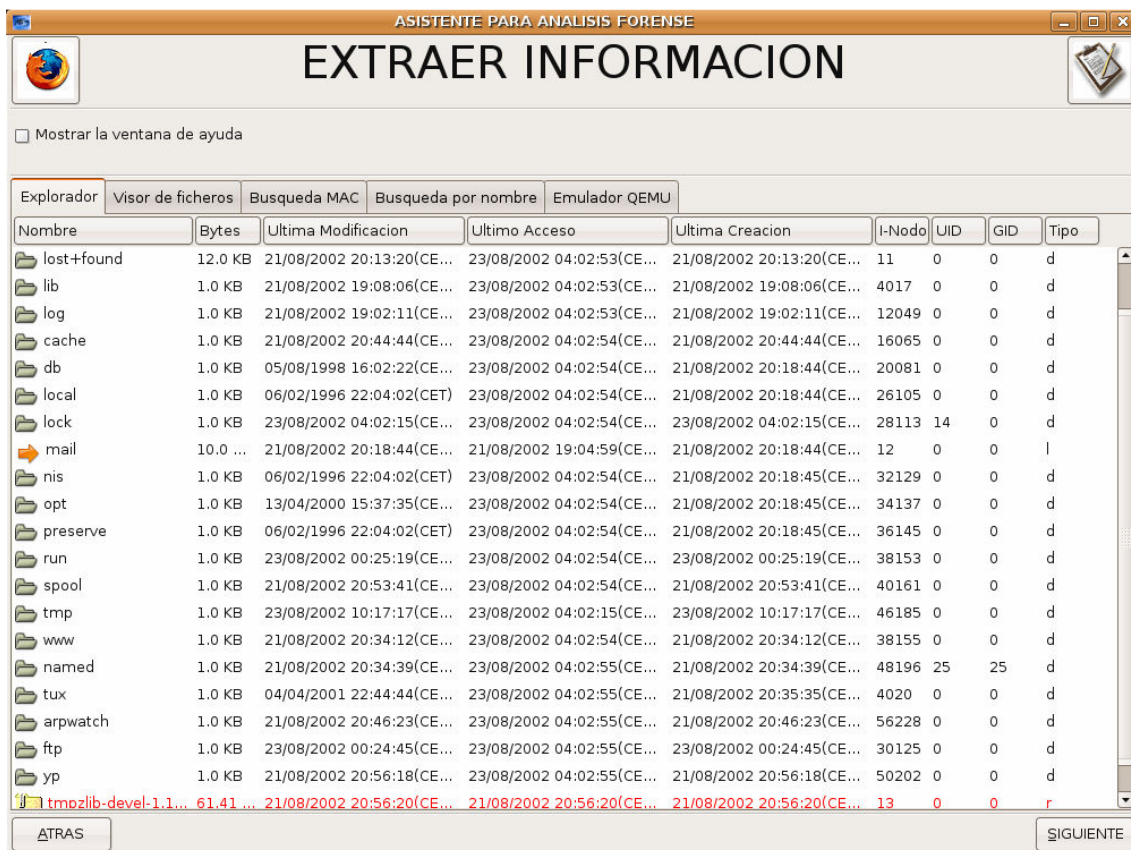 ASISTENTE PARA ANALISIS FORENSE
EXTRAER INFORMACION
Mostrar la ventana de ayuda
Explorador Visor de ficheros Busqueda MAC Busqueda por nombre Emulador QEMU
Nombre Bytes Ultima Modificacion Ultimo Acceso Ultima Creacion I-Nodo UID GID Tipo
lost+found 12.0 KB 21/08/2002 20:13:20(CE... 23/08/2002 04:02:53(CE... 21/08/2002 20:13:20(CE... 11 0 0 d
lib 1.0 KB 21/08/2002 19:08:06(CE... 23/08/2002 04:02:53(CE... 21/08/2002 19:08:06(CE... 4017 0 0 d
log 1.0 KB 21/08/2002 19:02:11(CE... 23/08/2002 04:02:53(CE... 21/08/2002 19:02:11(CE... 12049 0 0 d
cache 1.0 KB 21/08/2002 20:44:44(CE... 23/08/2002 04:02:54(CE... 21/08/2002 20:44:44(CE... 16065 0 0 d
db 1.0 KB 05/08/1998 16:02:22(CE... 23/08/2002 04:02:54(CE... 21/08/2002 20:18:44(CE... 20081 0 0 d
local 1.0 KB 06/02/1996 22:04:02(CET) 23/08/2002 04:02:54(CE... 21/08/2002 20:18:44(CE... 26105 0 0 d
lock 1.0 KB 23/08/2002 04:02:15(CE... 23/08/2002 04:02:54(CE... 23/08/2002 04:02:15(CE... 28113 14 0 d
mail 10.0 ... 21/08/2002 20:18:44(CE... 21/08/2002 19:04:59(CE... 21/08/2002 20:18:44(CE... 12 0 0 l
nis 1.0 KB 06/02/1996 22:04:02(CET) 23/08/2002 04:02:54(CE... 21/08/2002 20:18:45(CE... 32129 0 0 d
opt 1.0 KB 13/04/2000 15:37:35(CE... 23/08/2002 04:02:54(CE... 21/08/2002 20:18:45(CE... 34137 0 0 d
preserve 1.0 KB 06/02/1996 22:04:02(CET) 23/08/2002 04:02:54(CE... 21/08/2002 20:18:45(CE... 36145 0 0 d
run 1.0 KB 23/08/2002 00:25:19(CE... 23/08/2002 04:02:54(CE... 23/08/2002 00:25:19(CE... 38153 0 0 d
spool 1.0 KB 21/08/2002 20:53:41(CE... 23/08/2002 04:02:54(CE... 21/08/2002 20:53:41(CE... 40161 0 0 d
tmp 1.0 KB 23/08/2002 10:17:17(CE... 23/08/2002 04:02:15(CE... 23/08/2002 10:17:17(CE... 46185 0 0 d
www 1.0 KB 21/08/2002 20:34:12(CE... 23/08/2002 04:02:54(CE... 21/08/2002 20:34:12(CE... 38155 0 0 d
named 1.0 KB 21/08/2002 20:34:39(CE... 23/08/2002 04:02:55(CE... 21/08/2002 20:34:39(CE... 48196 25 25 d
tux 1.0 KB 04/04/2001 22:44:44(CE... 23/08/2002 04:02:55(CE... 21/08/2002 20:35:35(CE... 4020 0 0 d
arpwatch 1.0 KB 21/08/2002 20:46:23(CE... 23/08/2002 04:02:55(CE... 21/08/2002 20:46:23(CE... 56228 0 0 d
ftp 1.0 KB 23/08/2002 00:24:45(CE... 23/08/2002 04:02:55(CE... 23/08/2002 00:24:45(CE... 30125 0 0 d
yp 1.0 KB 21/08/2002 20:56:18(CE... 23/08/2002 04:02:55(CE... 21/08/2002 20:56:18(CE... 50202 0 0 d
tmpzlib-devel-1.1... 61.41 ... 21/08/2002 20:56:20(CE... 21/08/2002 20:56:20(CE... 21/08/2002 20:56:20(CE... 13 0 0 r
ATRAS SIGUIENTE